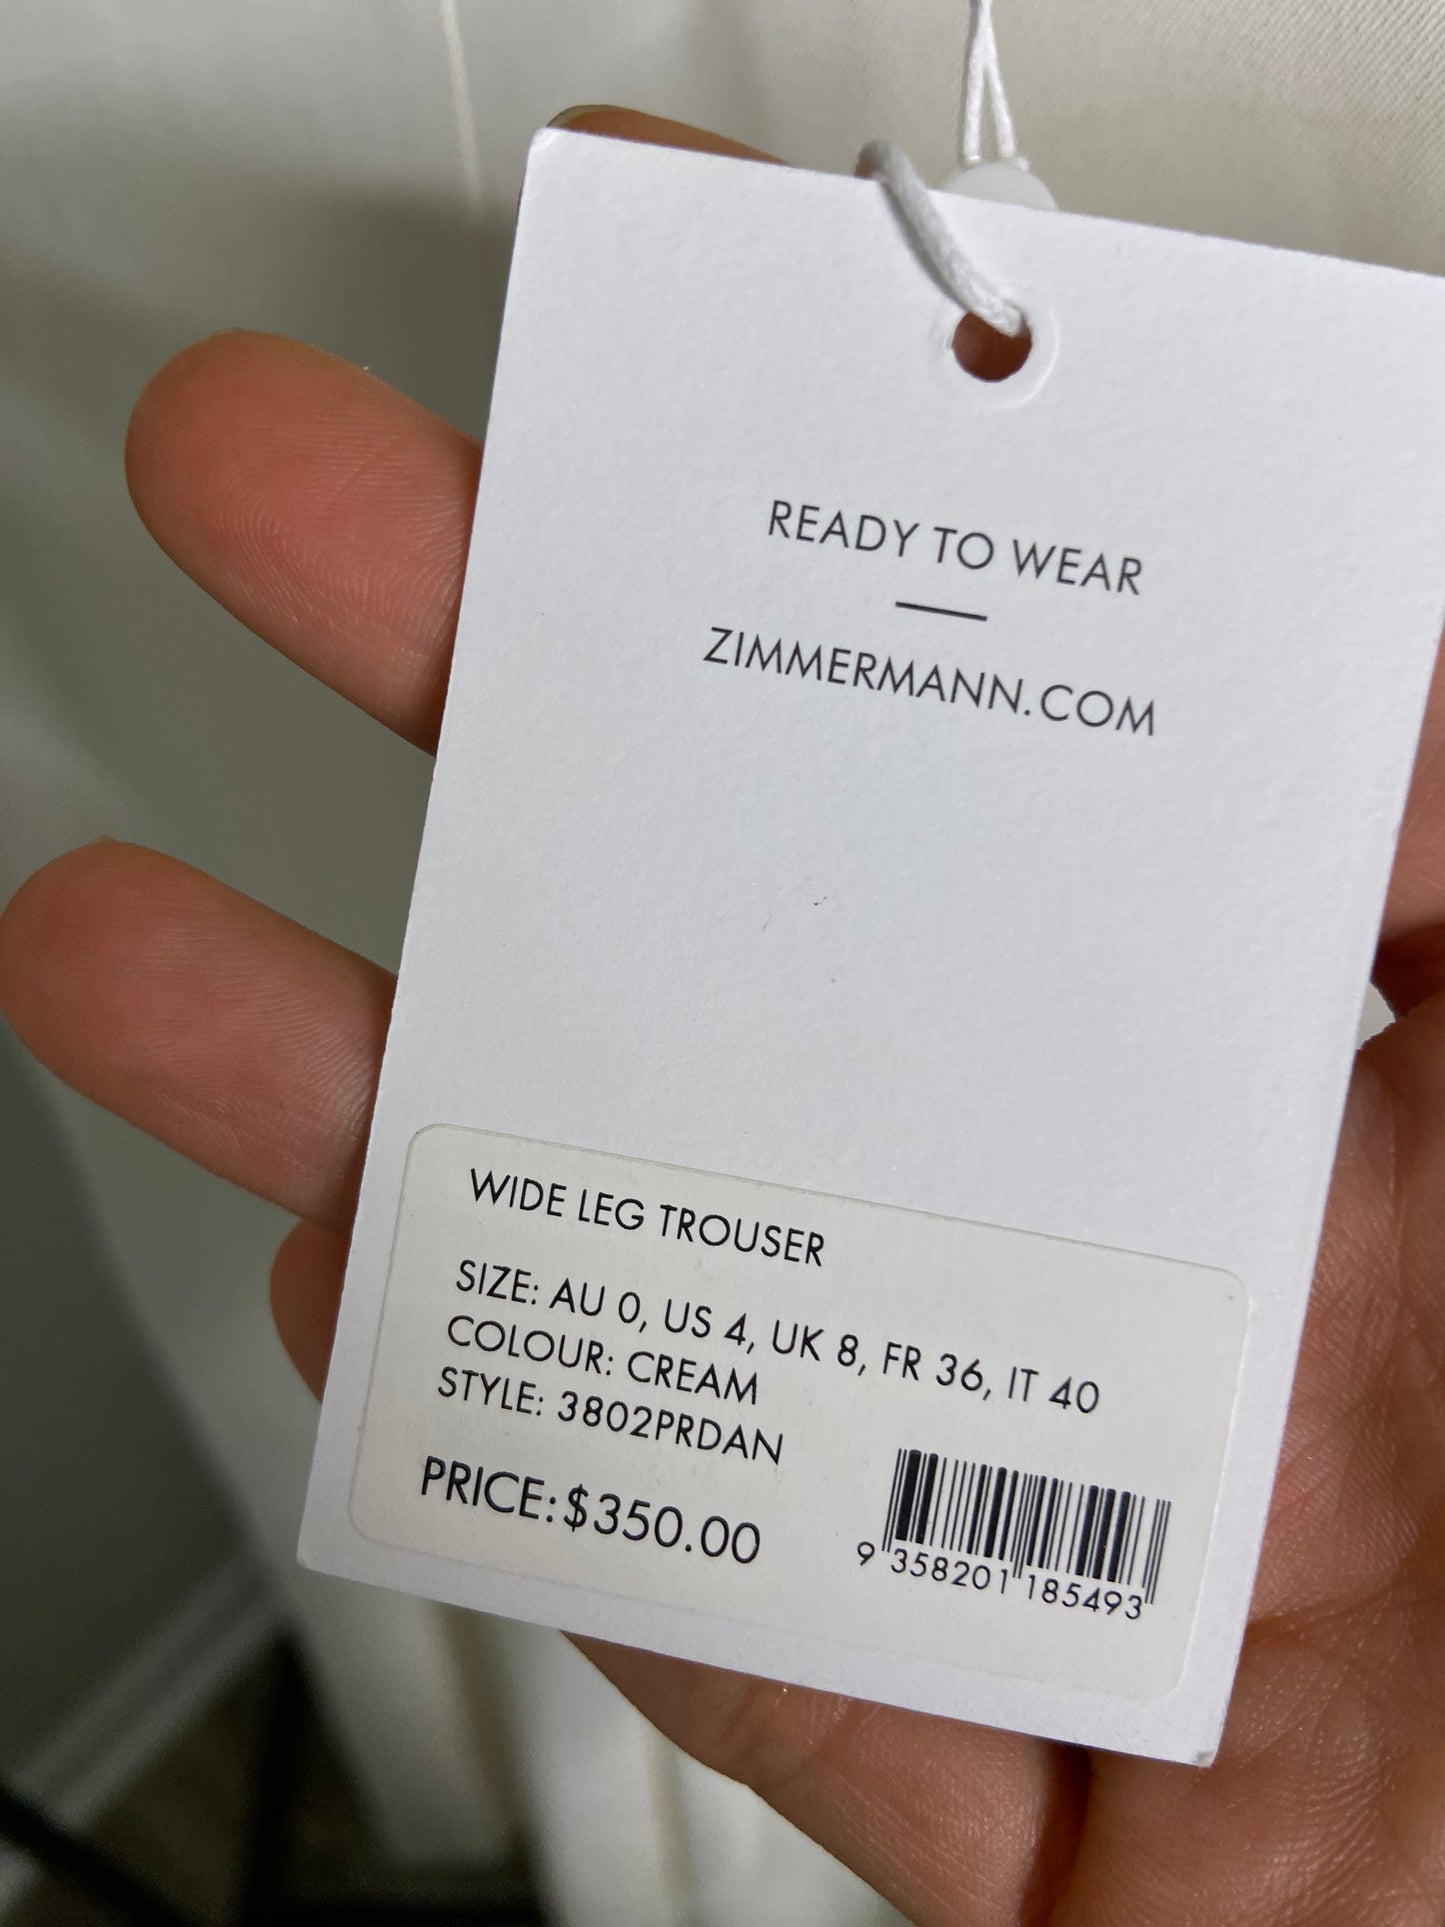 READY TO WEAR
ZIMMERMANN.COM
WIDE LEG TROUSER
SIZE: AU 0, US 4, UK 8, FR 36, IT 40
COLOUR: CREAM
STYLE: 3802PRDAN
PRICE:$350.00
9 358201 185493